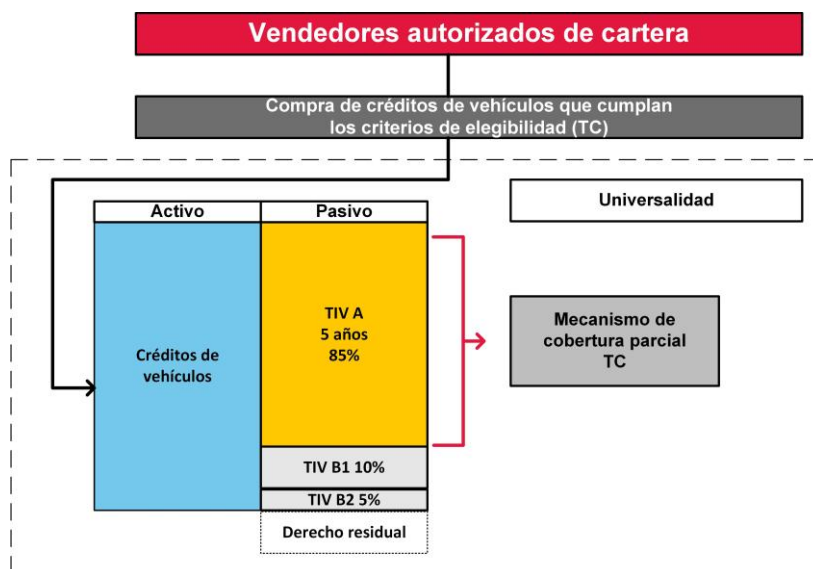 Vendedores autorizados de cartera
Compra de créditos de vehículos que cumplan
los criterios de elegibilidad (TC)
Universalidad
Activo
Pasivo
Créditos de
vehículos
TIV A
5 años
85%
TIV B1 10%
TIV B2 5%
Derecho residual
Mecanismo de
cobertura parcial
TC